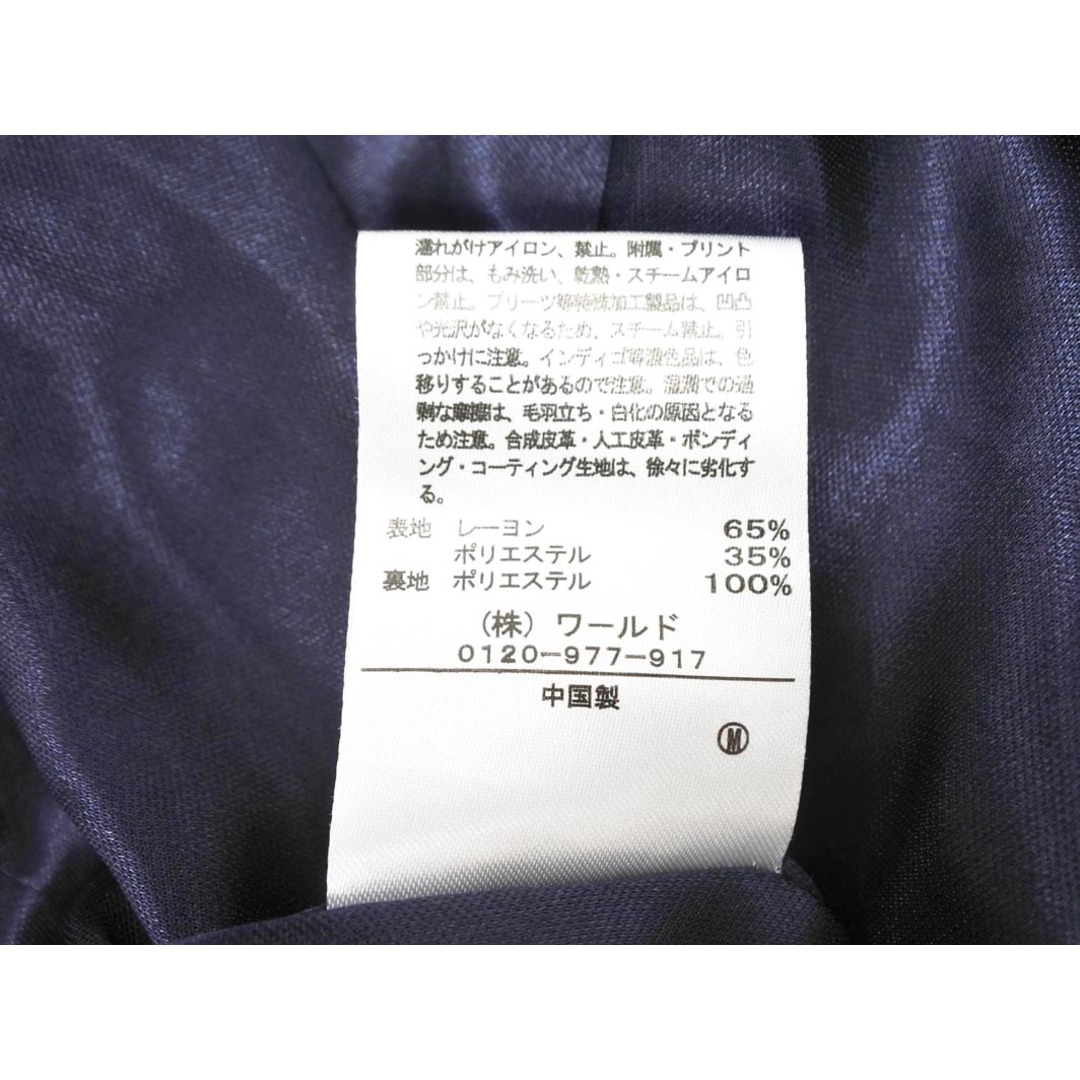 濡れがけアイロン、禁止。附属・プリント
部分は、もみ洗い、乾熱・スチームアイロ
ン禁止。プリーツ等特殊加工製品は、凹凸
や光沢がなくなるため、スチーム禁止。引
っかけに注意。インディゴ等濃色品は、色
移りすることがあるので注意。湿潤での過
剰な摩擦は、毛羽立ち・白化の原因となる
ため注意。合成皮革・人工皮革・ボンディ
ング・コーティング生地は、徐々に劣化す
る。
表地 レーヨン 65%
ポリエステル 35%
裏地 ポリエステル 100%
（株）ワールド
0120-977-917
中国製
Ⓜ